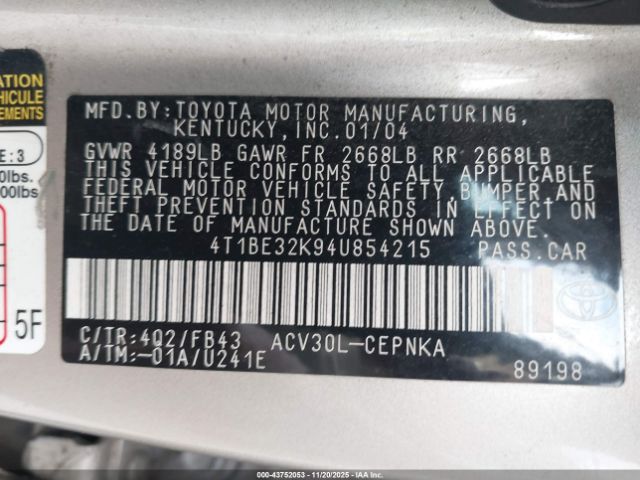 ATION
VEHICULE
EMENTS
E : 3
0lbs.
00lbs
5F
MFD. BY: TOYOTA MOTOR MANUFACTURING,
KENTUCKY, INC. 01/04
GVWR 4189LB GAWR FR 2668LB RR 2668LB
THIS VEHICLE CONFORMS TO ALL APPLICABLE
FEDERAL MOTOR VEHICLE SAFETY, BUMPER, AND
THEFT PREVENTION STANDARDS IN EFFECT ON
THE DATE OF MANUFACTURE SHOWN ABOVE.
4T1BE32K94U854215 PASS. CAR
C/TR: 4Q2/FB43 ACV30L-CEPNKA
A/TM: -01A/U241E
89198
000-43752053 - 11/20/2025 - IAAI.COM